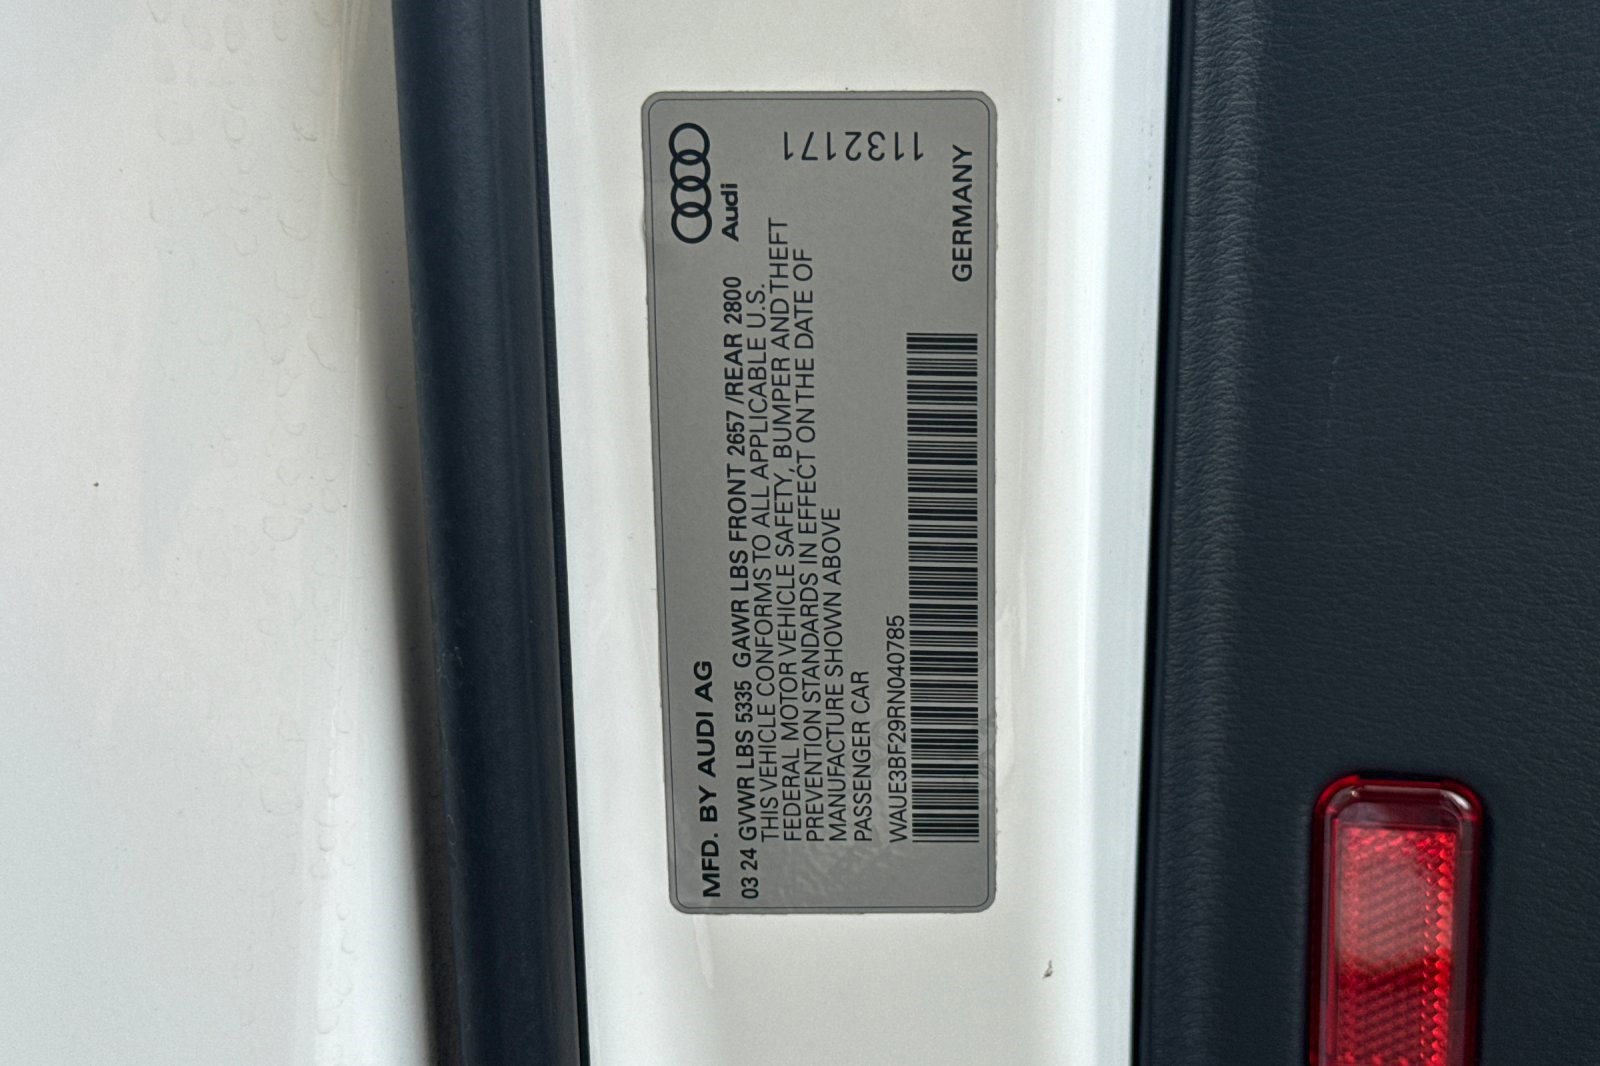 Audi
MFD. BY AUDI AG
03 24 GVWR LBS 5335 GAWR LBS FRONT 2657 /REAR 2800
THIS VEHICLE CONFORMS TO ALL APPLICABLE U.S.
FEDERAL MOTOR VEHICLE SAFETY, BUMPER AND THEFT
PREVENTION STANDARDS IN EFFECT ON THE DATE OF
MANUFACTURE SHOWN ABOVE
PASSENGER CAR
WAUE3BF29RN040785
GERMANY
1132171